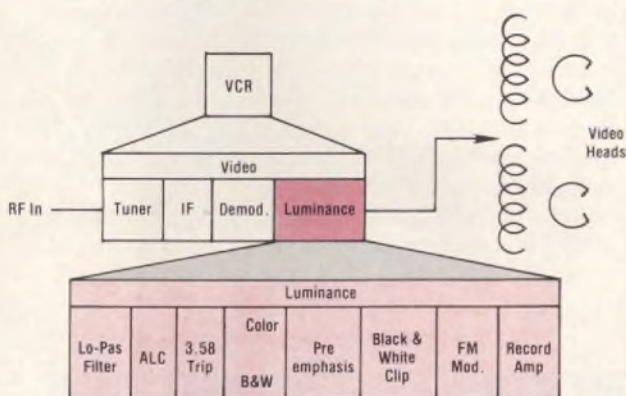 VCR
Video
Heads
Video
RF In
Tuner
IF
Demod.
Luminance
Luminance
Lo-Pas
Filter
ALC
3.58
Trip
Color
B&W
Pre
emphasis
Black &
White
Clip
FM
Mod.
Record
Amp